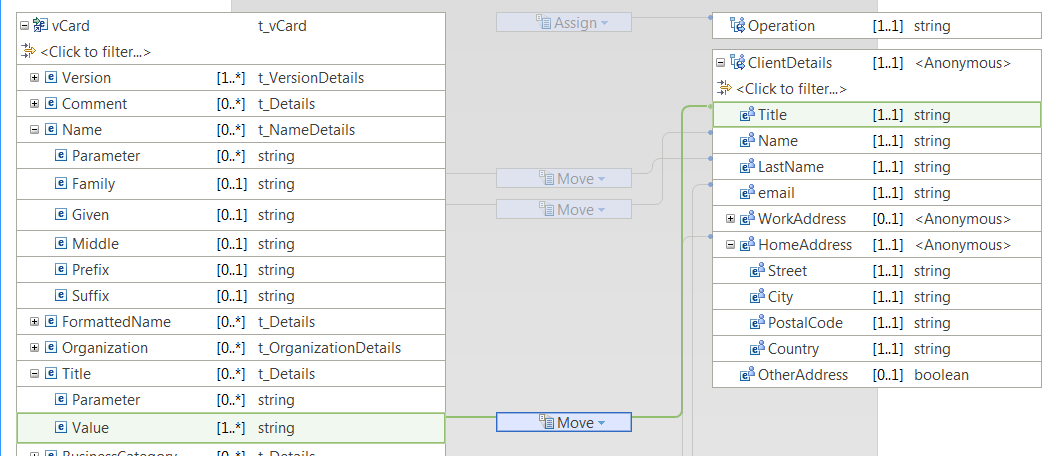 vCard t_vCard
<Click to filter...>
Version [1..*] t_VersionDetails
Comment [0..*] t_Details
Name [0..*] t_NameDetails
Parameter [0..*] string
Family [0..1] string
Given [0..1] string
Middle [0..1] string
Prefix [0..1] string
Suffix [0..1] string
FormattedName [0..*] t_Details
Organization [0..*] t_OrganizationDetails
Title [0..*] t_Details
Parameter [0..*] string
Value [1..*] string
BusinessCategory [0..*] t_Details
Assign
Move
Move
Move
Operation [1..1] string
ClientDetails [1..1] <Anonymous>
<Click to filter...>
Title [1..1] string
Name [1..1] string
LastName [1..1] string
email [1..1] string
WorkAddress [0..1] <Anonymous>
HomeAddress [1..1] <Anonymous>
Street [1..1] string
City [1..1] string
PostalCode [1..1] string
Country [1..1] string
OtherAddress [0..1] boolean